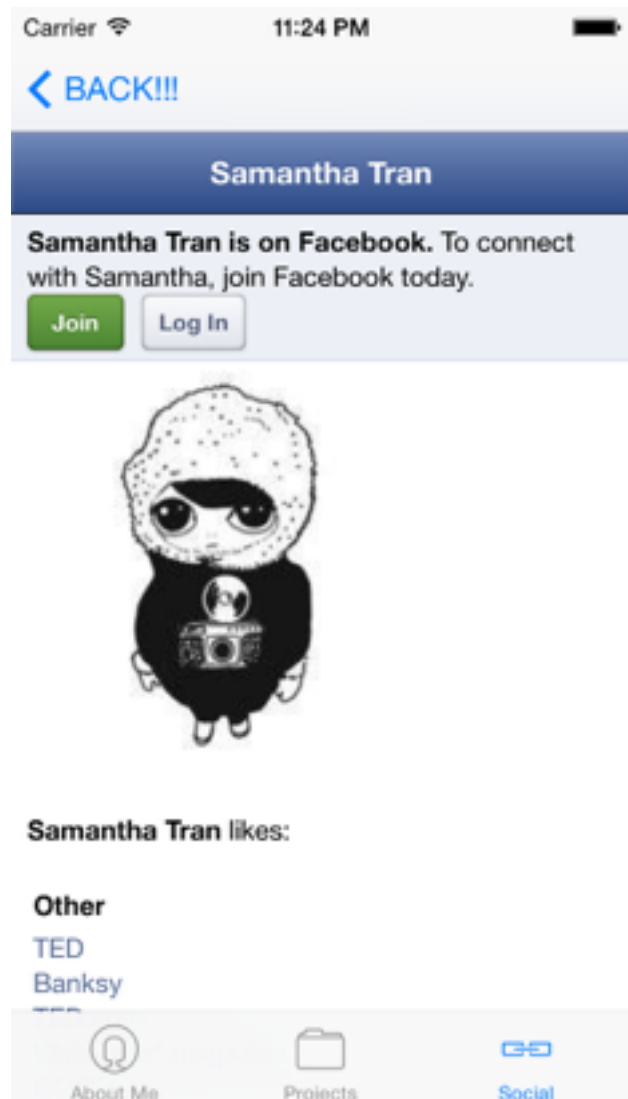 Carrier 11:24 PM
BACK!!!
Samantha Tran
Samantha Tran is on Facebook. To connect
with Samantha, join Facebook today.
Join Log In
Samantha Tran likes:
Other
TED
Banksy
TED
About Me Projects Social